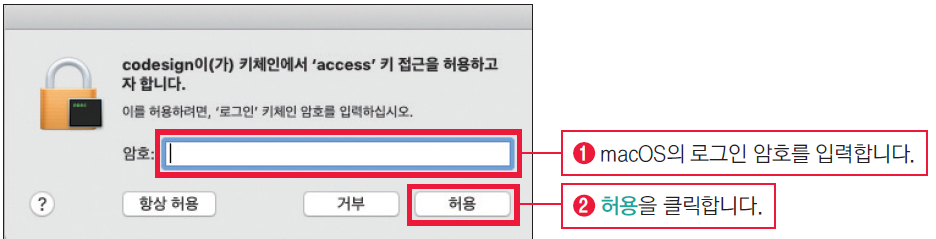 codesign이(가) 키체인에서 ‘access’ 키 접근을 허용하고
자 합니다.
이를 허용하려면, ‘로그인’ 키체인 암호를 입력하십시오.
암호:
❶ macOS의 로그인 암호를 입력합니다.
?
항상 허용
거부
허용
❷ 허용을 클릭합니다.